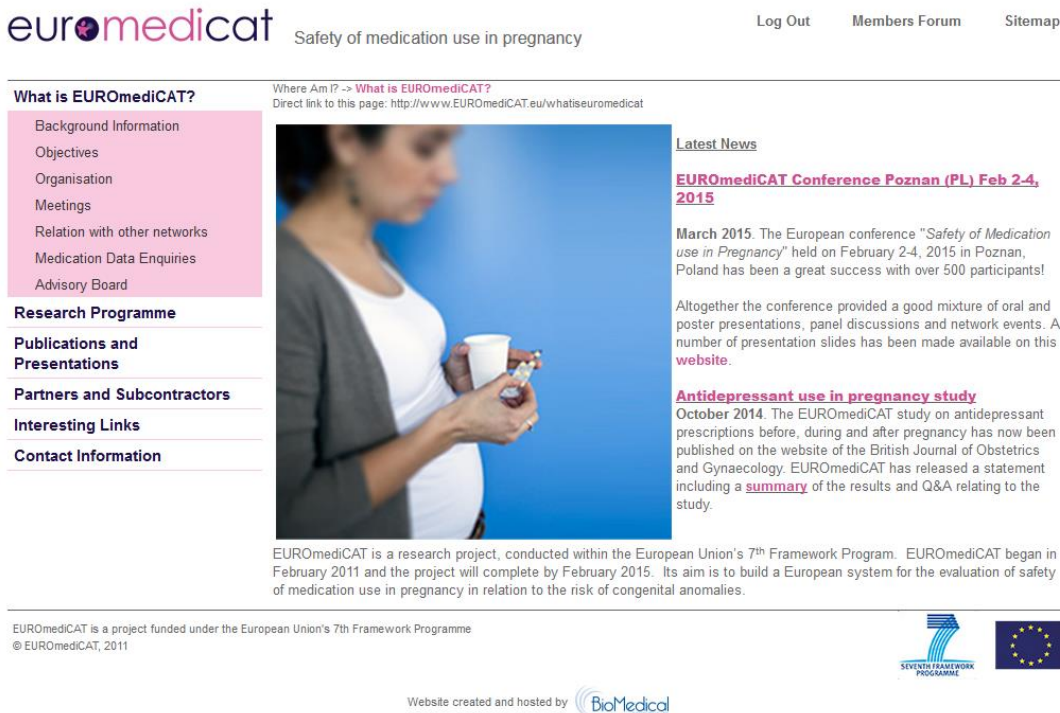 euromedicat
Safety of medication use in pregnancy
Log Out
Members Forum
Sitemap
What is EUROmediCAT?
Background Information
Objectives
Organisation
Meetings
Relation with other networks
Medication Data Enquiries
Advisory Board
Research Programme
Publications and
Presentations
Partners and Subcontractors
Interesting Links
Contact Information
Where Am I? -> What is EUROmediCAT?
Direct link to this page: http://www.EUROmediCAT.eu/whatiseuromedicat
Latest News
EUROmediCAT Conference Poznan (PL) Feb 2-4,
2015
March 2015. The European conference "Safety of Medication
use in Pregnancy" held on February 2-4, 2015 in Poznan,
Poland has been a great success with over 500 participants!
Altogether the conference provided a good mixture of oral and
poster presentations, panel discussions and network events. A
number of presentation slides has been made available on this
website.
Antidepressant use in pregnancy study
October 2014. The EUROmediCAT study on antidepressant
prescriptions before, during and after pregnancy has now been
published on the website of the British Journal of Obstetrics
and Gynaecology. EUROmediCAT has released a statement
including a summary of the results and Q&A relating to the
study.
EUROmediCAT is a research project, conducted within the European Union's 7th Framework Program. EUROmediCAT began in
February 2011 and the project will complete by February 2015. Its aim is to build a European system for the evaluation of safety
of medication use in pregnancy in relation to the risk of congenital anomalies.
EUROmediCAT is a project funded under the European Union's 7th Framework Programme
© EUROmediCAT, 2011
SEVENTH FRAMEWORK
PROGRAMME
Website created and hosted by BioMedical